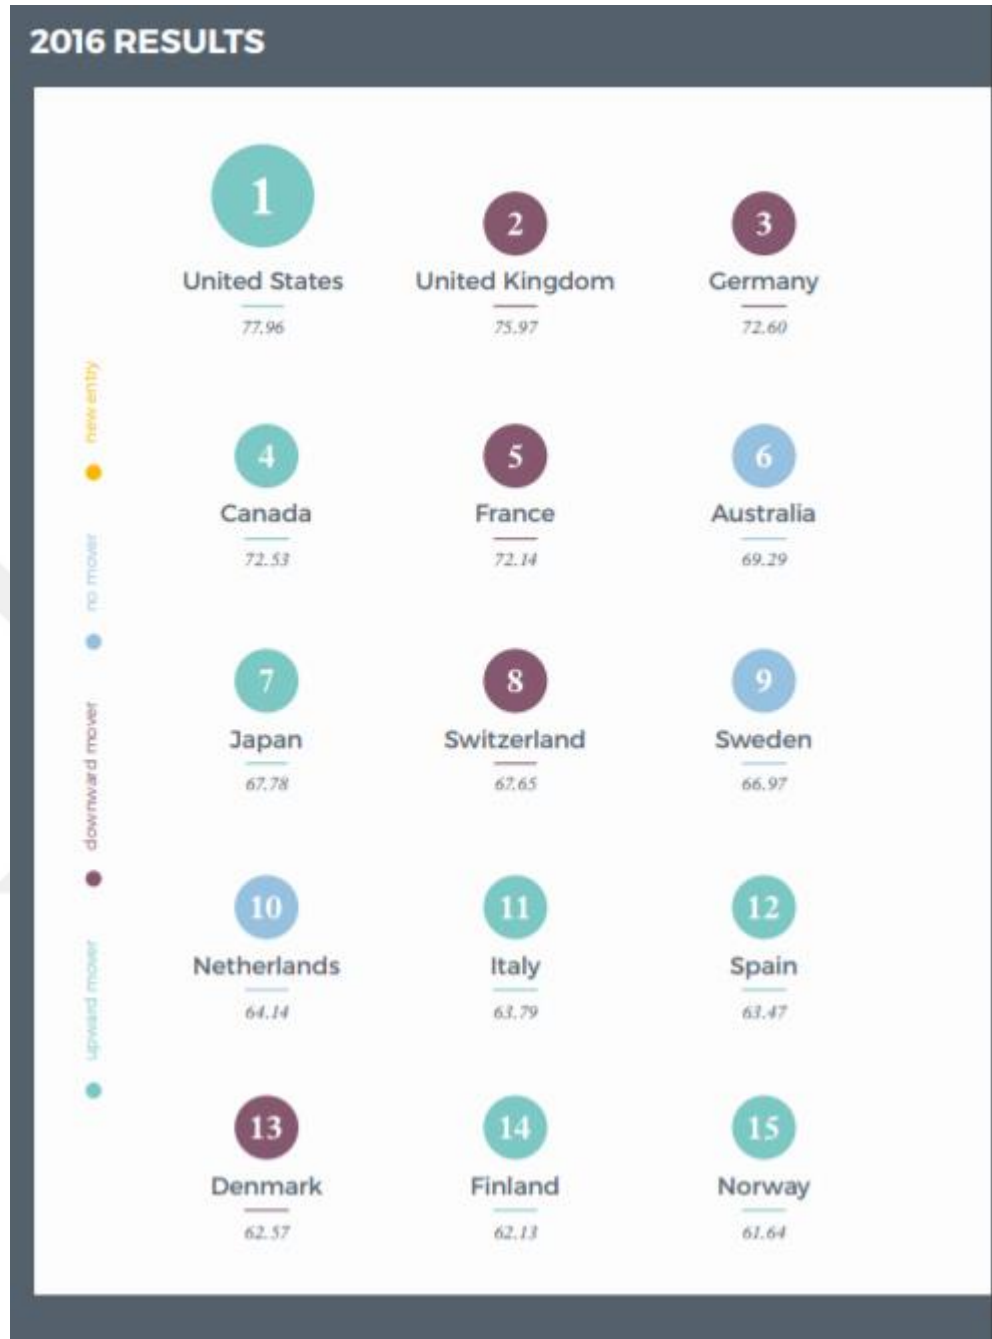 2016 RESULTS
1
2
3
United States
United Kingdom
Germany
77.96
75.97
72.60
4
5
6
Canada
France
Australia
72.53
72.14
69.29
7
8
9
Japan
Switzerland
Sweden
67.78
67.65
66.97
10
11
12
Netherlands
Italy
Spain
64.14
63.79
63.47
13
14
15
Denmark
Finland
Norway
62.57
62.13
61.64
upward mover
downward mover
no mover
new entry